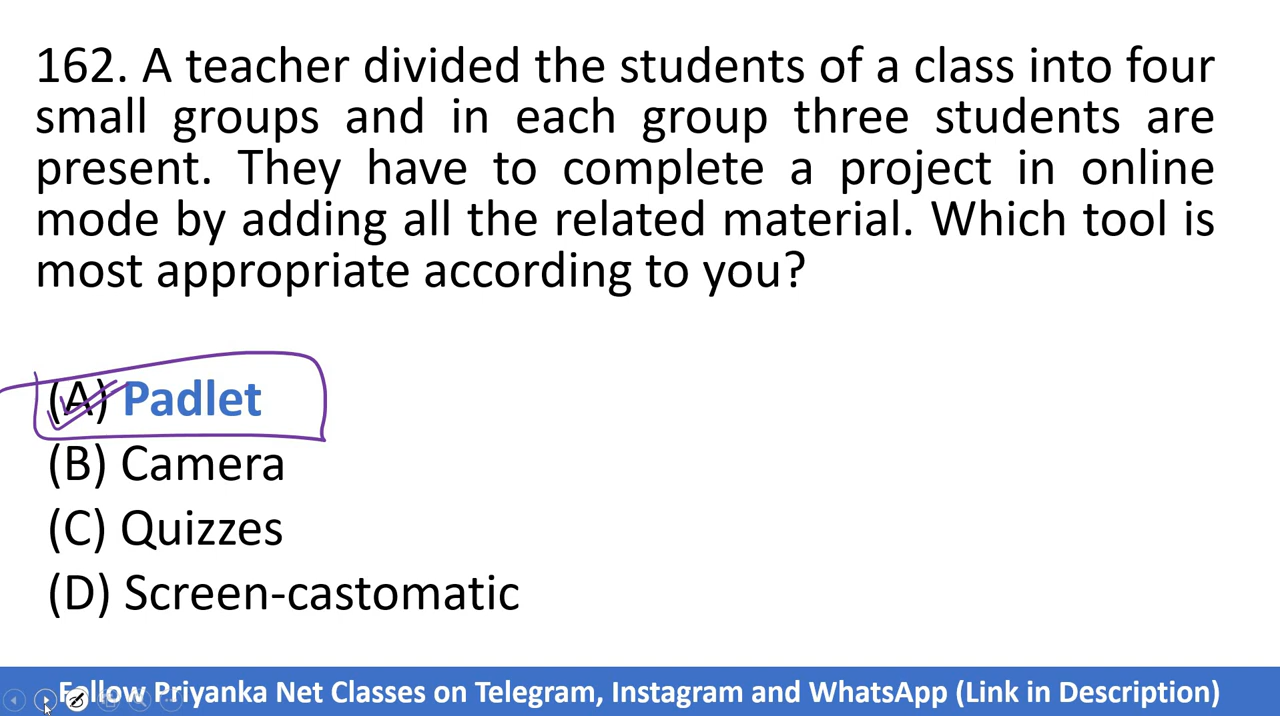 162. A teacher divided the students of a class into four
small groups and in each group three students are
present. They have to complete a project in online
mode by adding all the related material. Which tool is
most appropriate according to you?
(A) Padlet
(B) Camera
(C) Quizzes
(D) Screen-castomatic
Follow Priyanka Net Classes on Telegram, Instagram and WhatsApp (Link in Description)